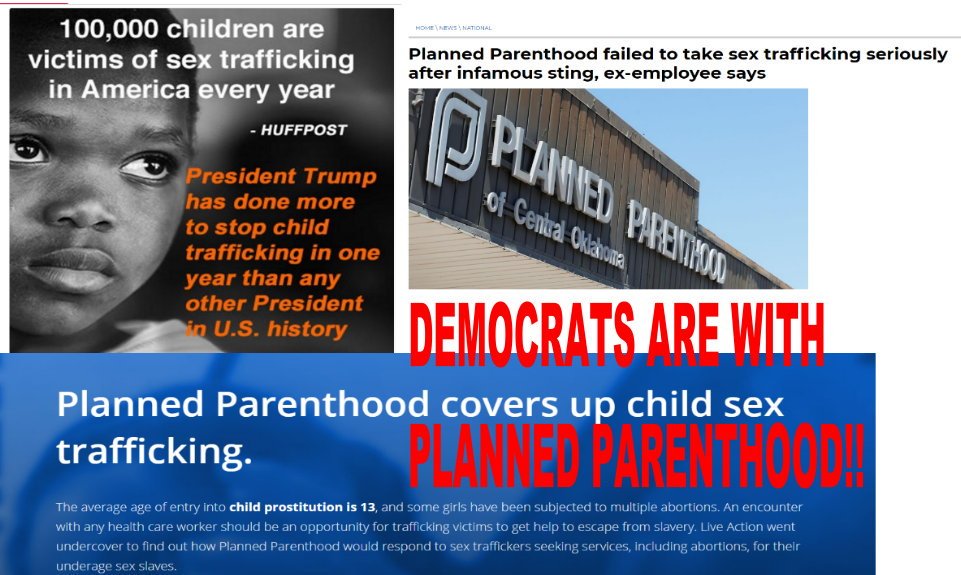 100,000 children are
victims of sex trafficking
in America every year
- HUFFPOST
President Trump
has done more
to stop child
trafficking in one
year than any
other President
in U.S. history
HOME \ NEWS \ NATIONAL
Planned Parenthood failed to take sex trafficking seriously
after infamous sting, ex-employee says
PLANNED PARENTHOOD
of Central Oklahoma
DEMOCRATS ARE WITH
PLANNED PARENTHOOD!!
Planned Parenthood covers up child sex
trafficking.
The average age of entry into child prostitution is 13, and some girls have been subjected to multiple abortions. An encounter
with any health care worker should be an opportunity for trafficking victims to get help to escape from slavery. Live Action went
undercover to find out how Planned Parenthood would respond to sex traffickers seeking services, including abortions, for their
underage sex slaves.